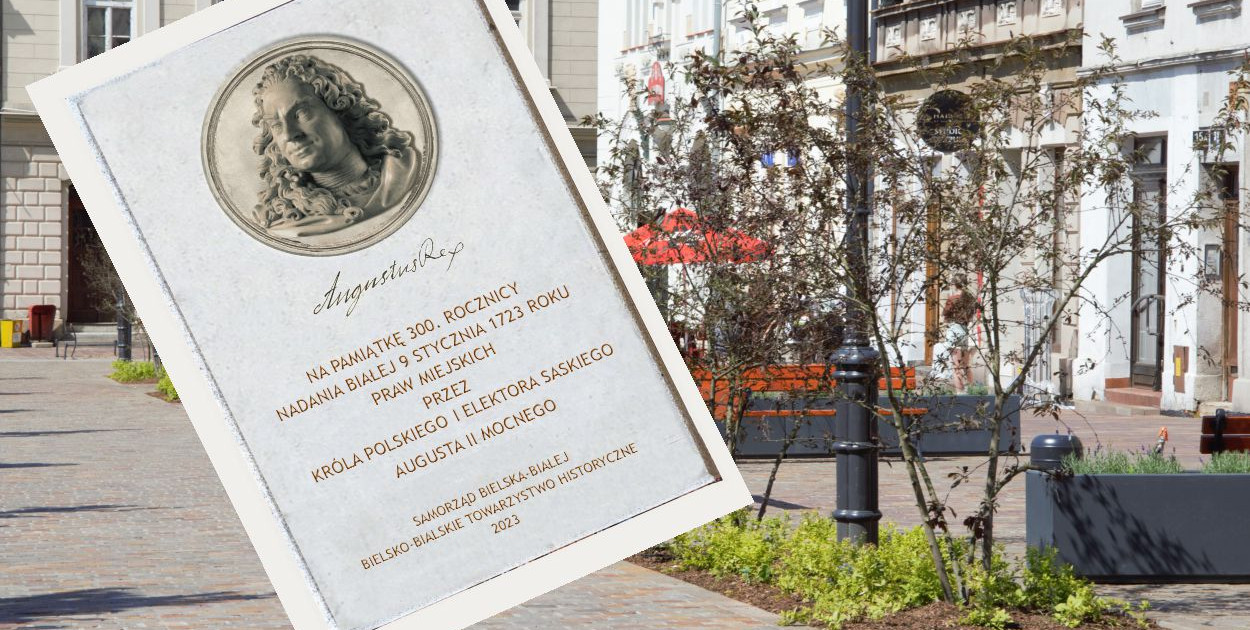 Augustus Rex
NA PAMIĄTKĘ 300. ROCZNICY
NADANIA BIAŁEJ 9 STYCZNIA 1723 ROKU
PRAW MIEJSKICH
PRZEZ
KRÓLA POLSKIEGO I ELEKTORA SASKIEGO
AUGUSTA II MOCNEGO
SAMORZĄD BIELSKA-BIAŁEJ
BIELSKO-BIALSKIE TOWARZYSTWO HISTORYCZNE
2023